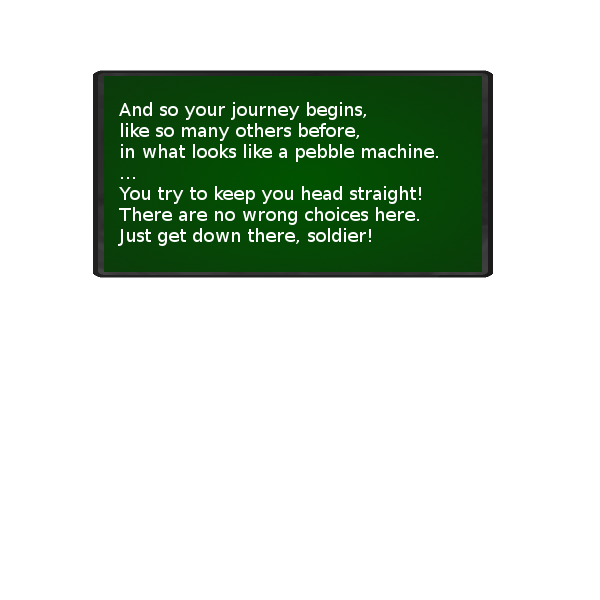 And so your journey begins,
like so many others before,
in what looks like a pebble machine.
...
You try to keep you head straight!
There are no wrong choices here.
Just get down there, soldier!